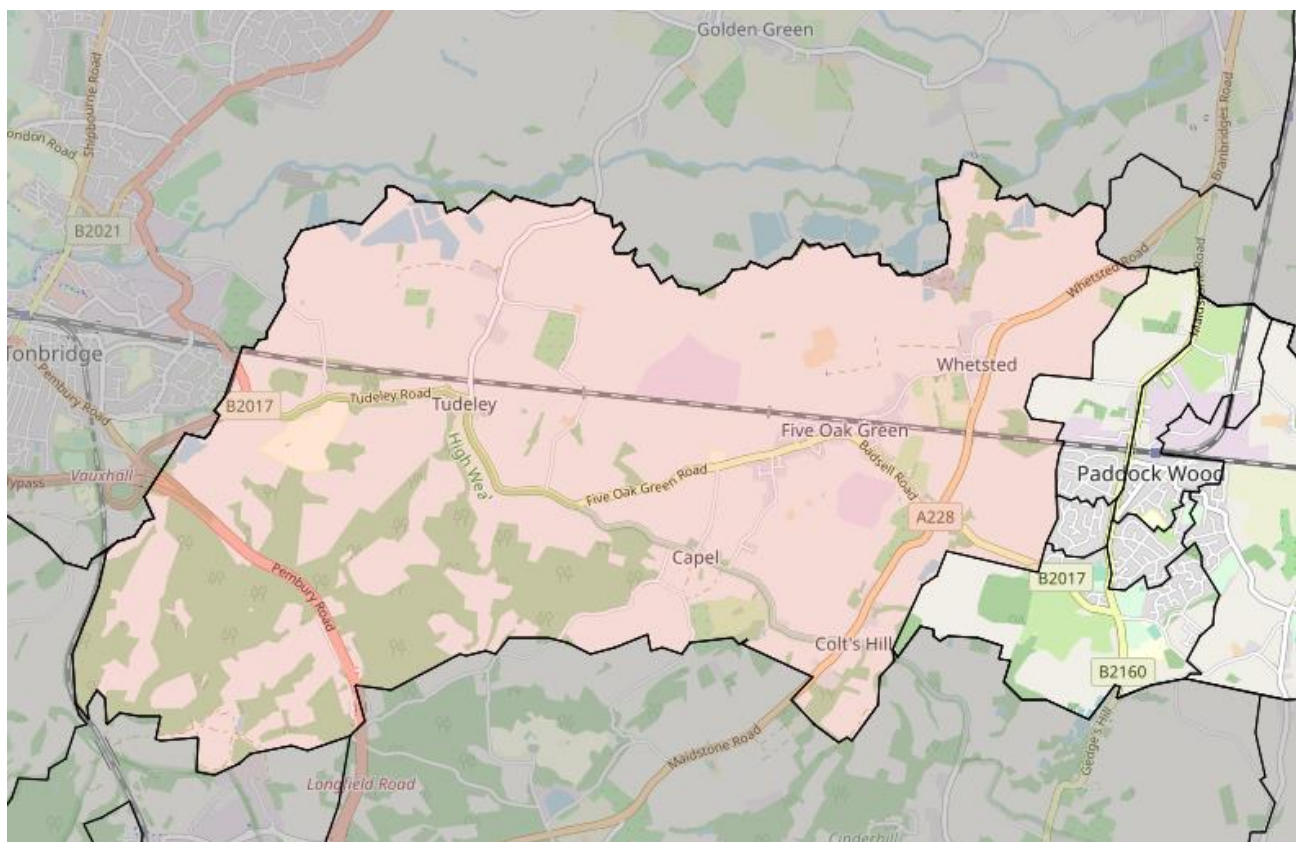 Golden Green
Shipbourne Road
London Road
Branbridges Road
B2021
Maidstone Road
Whetsted Road
Tonbridge
Pembury Road
Whetsted
B2017
Tudeley Road
Tudeley
Five Oak Green
High Wea'
Badsell Road
Vauxhall
ypass
Five Oak Green Road
Paddock Wood
A228
Capel
Pembury Road
B2017
Colt's Hill
B2160
Gedge's Hill
Maidstone Road
Longfield Road
Cinderhill